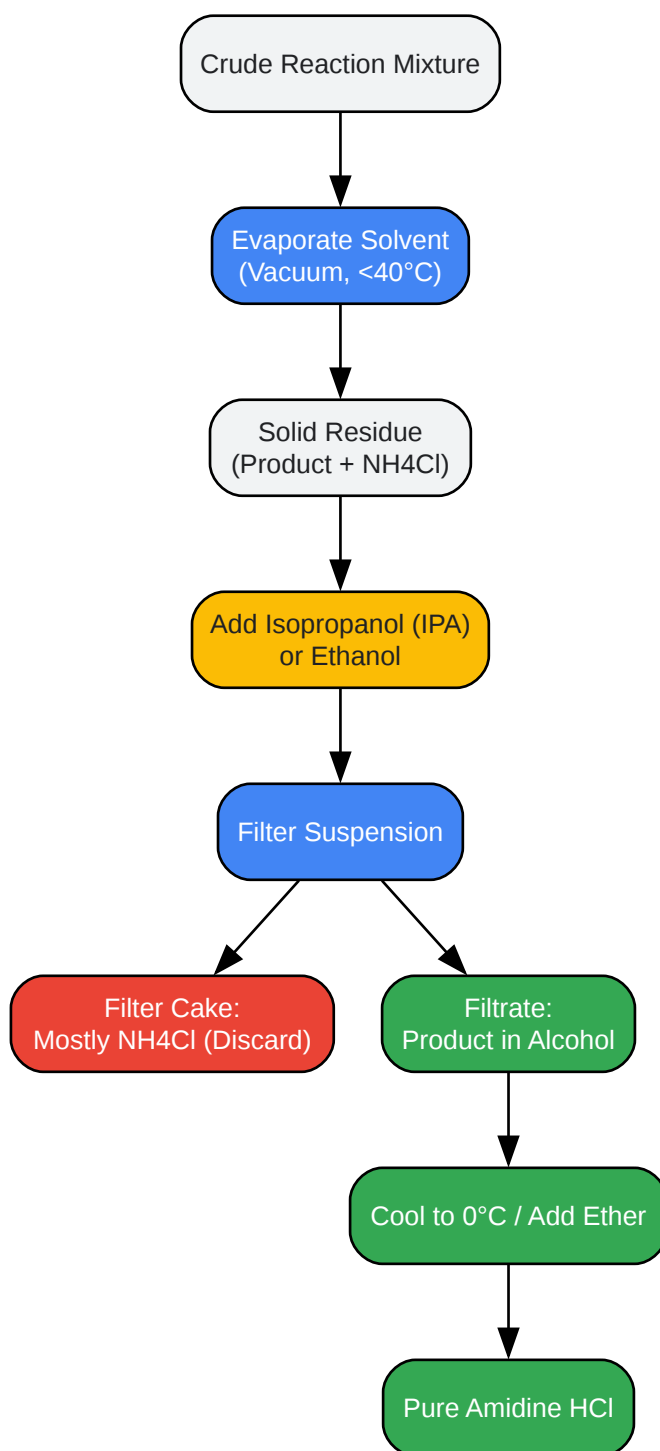 Crude Reaction Mixture
Evaporate Solvent
(Vacuum, <40°C)
Solid Residue
(Product + NH4Cl)
Add Isopropanol (IPA)
or Ethanol
Filter Suspension
Filter Cake:
Mostly NH4Cl (Discard)
Filtrate:
Product in Alcohol
Cool to 0°C / Add Ether
Pure Amidine HCl